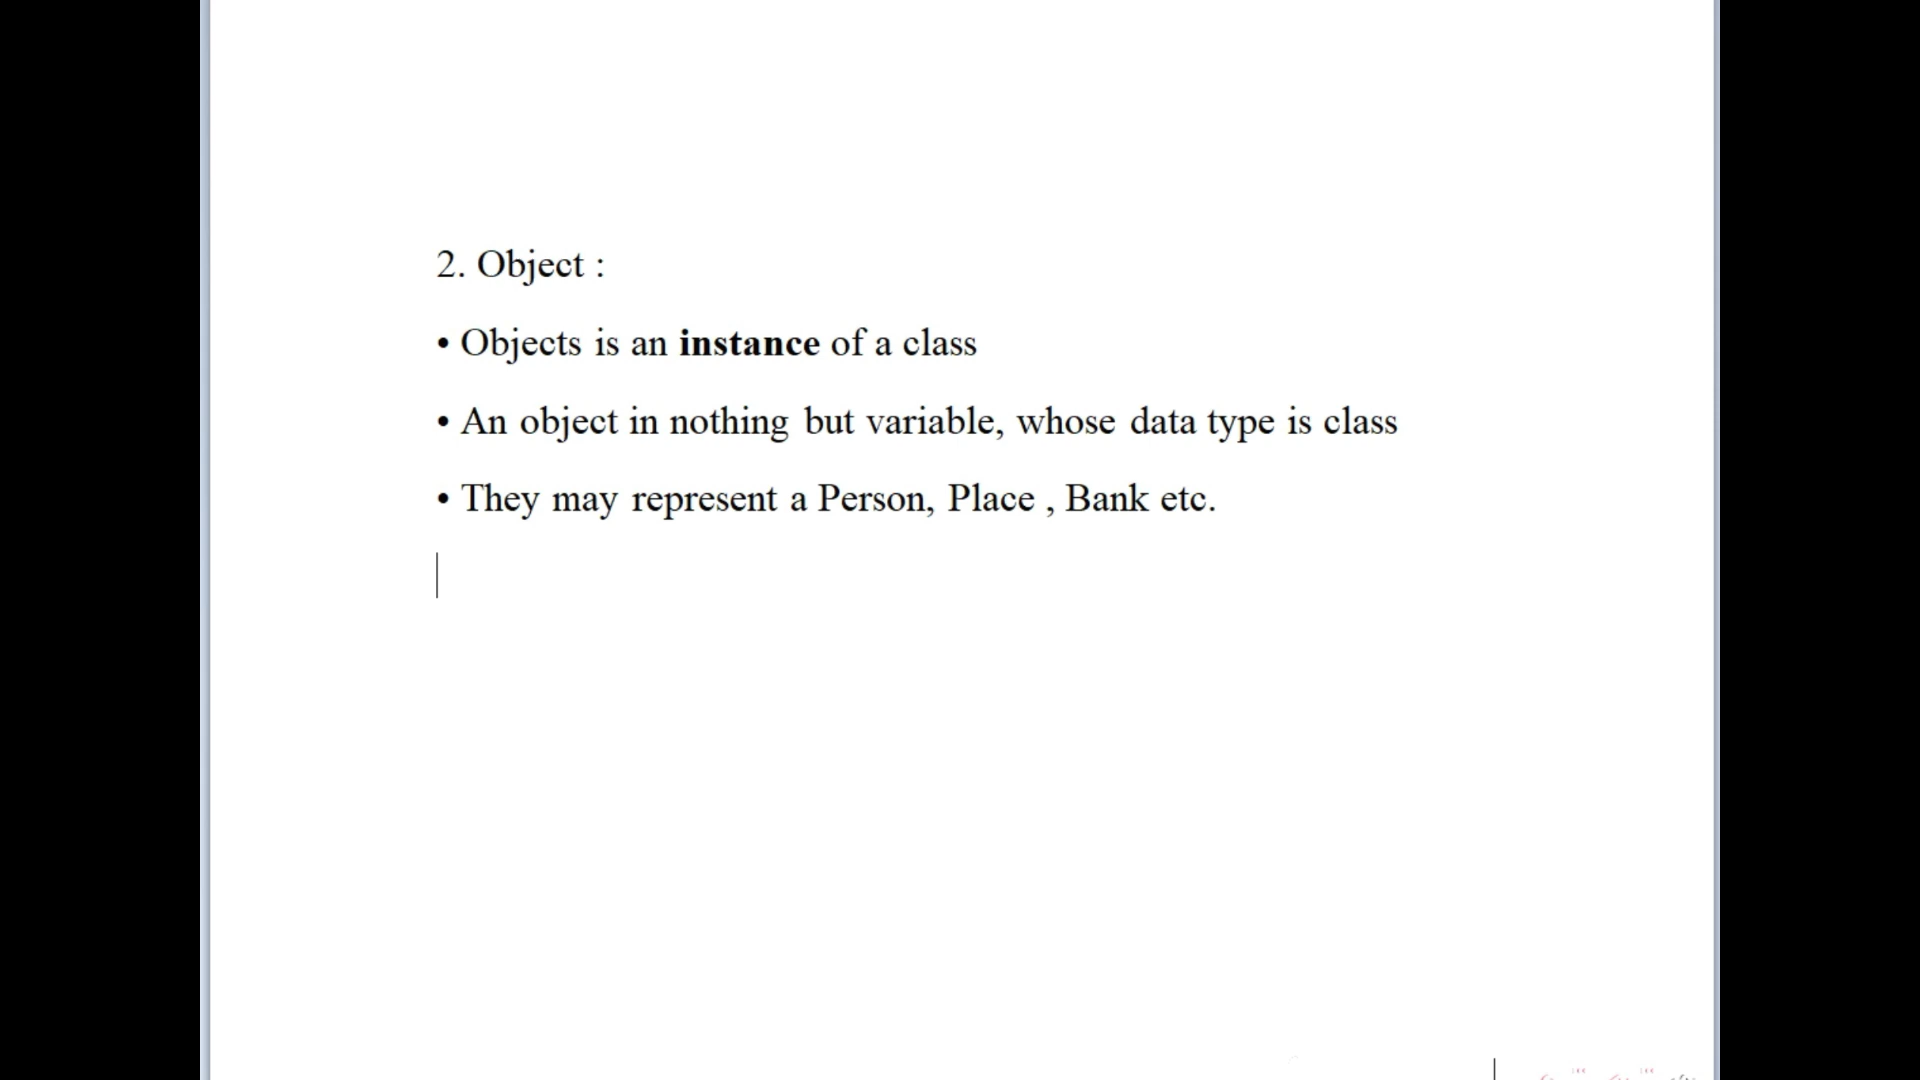 2. Object :
• Objects is an instance of a class
• An object in nothing but variable, whose data type is class
• They may represent a Person, Place , Bank etc.